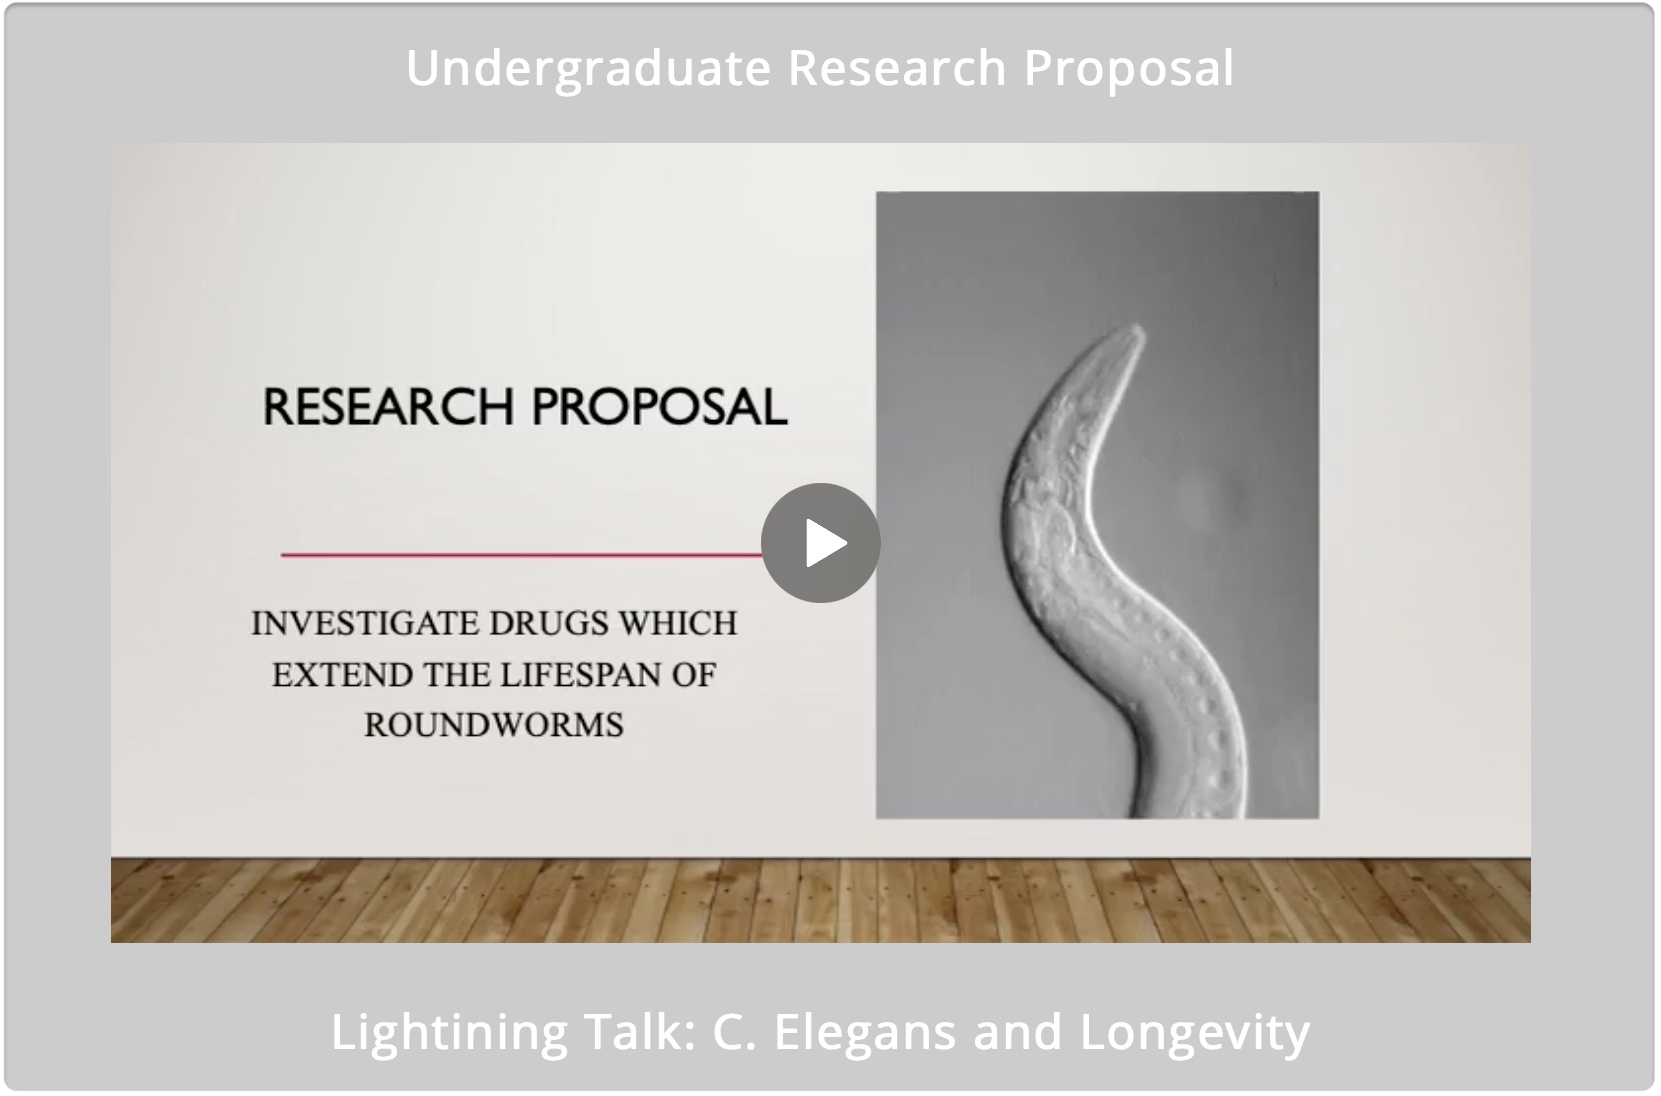 Undergraduate Research Proposal
RESEARCH PROPOSAL
INVESTIGATE DRUGS WHICH
EXTEND THE LIFESPAN OF
ROUNDWORMS
Lightining Talk: C. Elegans and Longevity